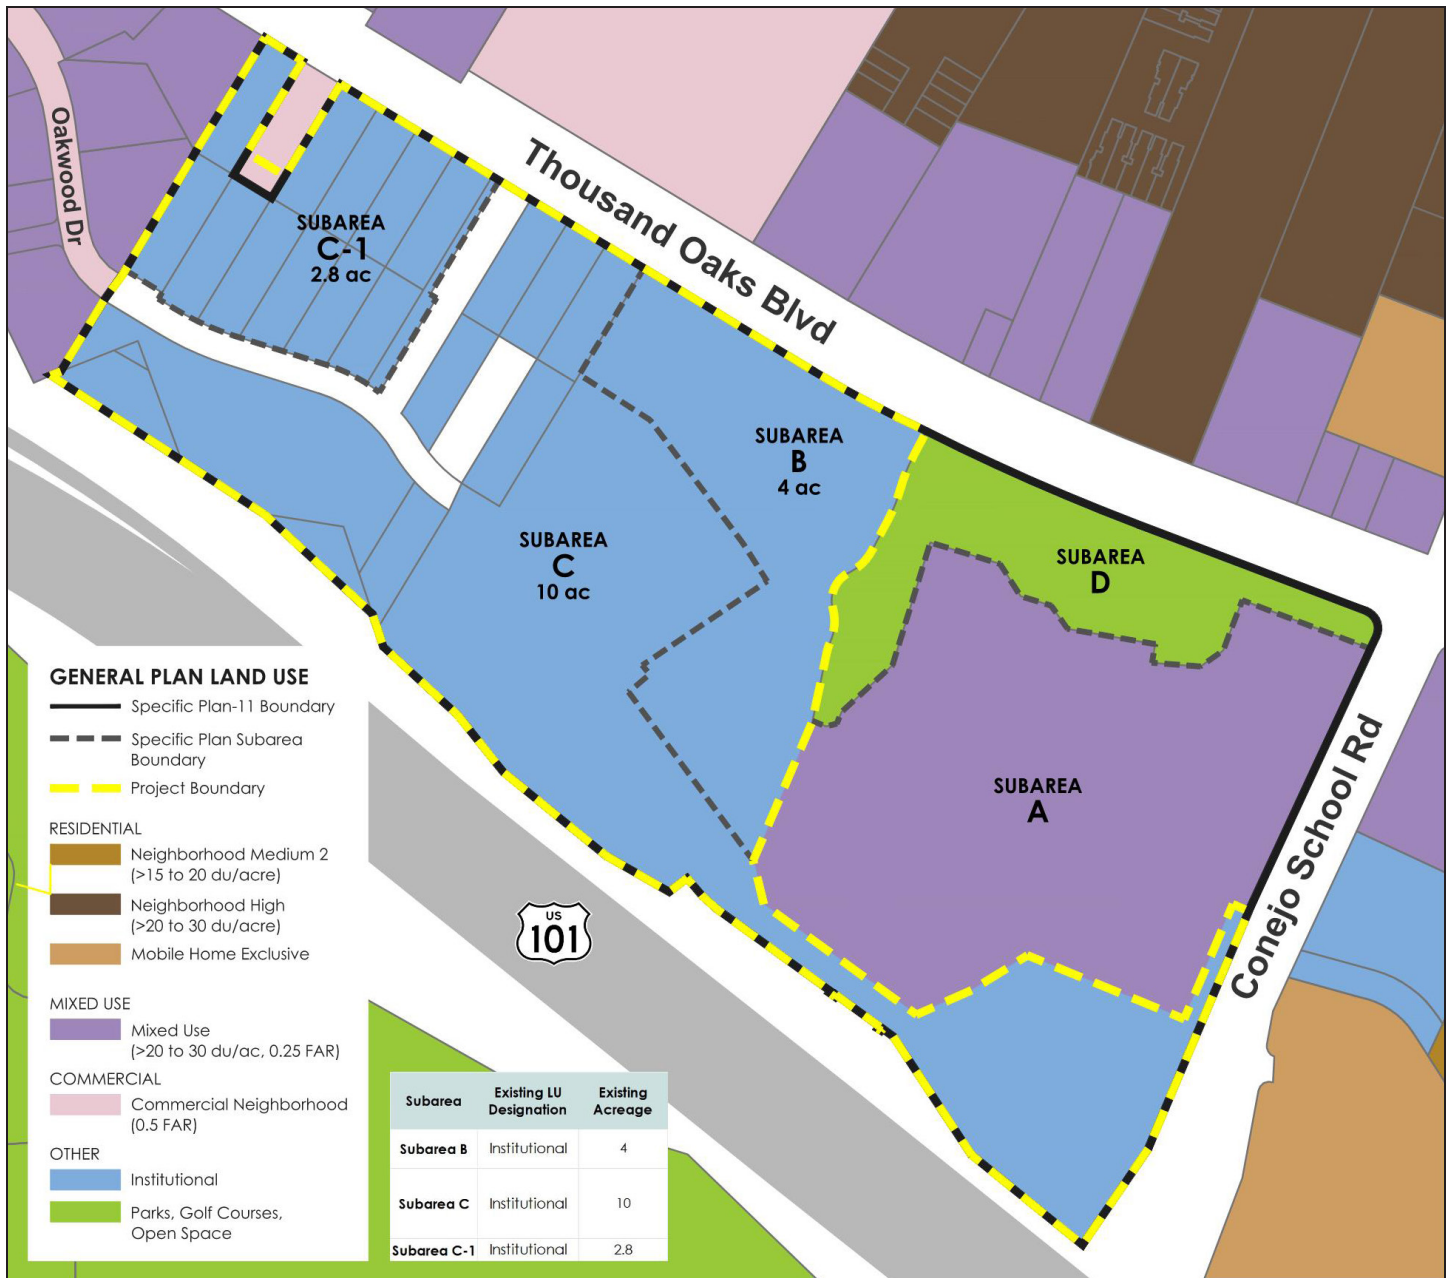 Oakwood Dr
Thousand Oaks Blvd
SUBAREA
C-1
2.8 ac
SUBAREA
B
4 ac
SUBAREA
C
10 ac
SUBAREA
D
SUBAREA
A
Conejo School Rd
US
101
GENERAL PLAN LAND USE
Specific Plan-11 Boundary
Specific Plan Subarea
Boundary
Project Boundary
RESIDENTIAL
Neighborhood Medium 2
(>15 to 20 du/acre)
Neighborhood High
(>20 to 30 du/acre)
Mobile Home Exclusive
MIXED USE
Mixed Use
(>20 to 30 du/ac, 0.25 FAR)
COMMERCIAL
Commercial Neighborhood
(0.5 FAR)
OTHER
Institutional
Parks, Golf Courses,
Open Space
Subarea Existing LU Designation Existing Acreage
Subarea B Institutional 4
Subarea C Institutional 10
Subarea C-1 Institutional 2.8